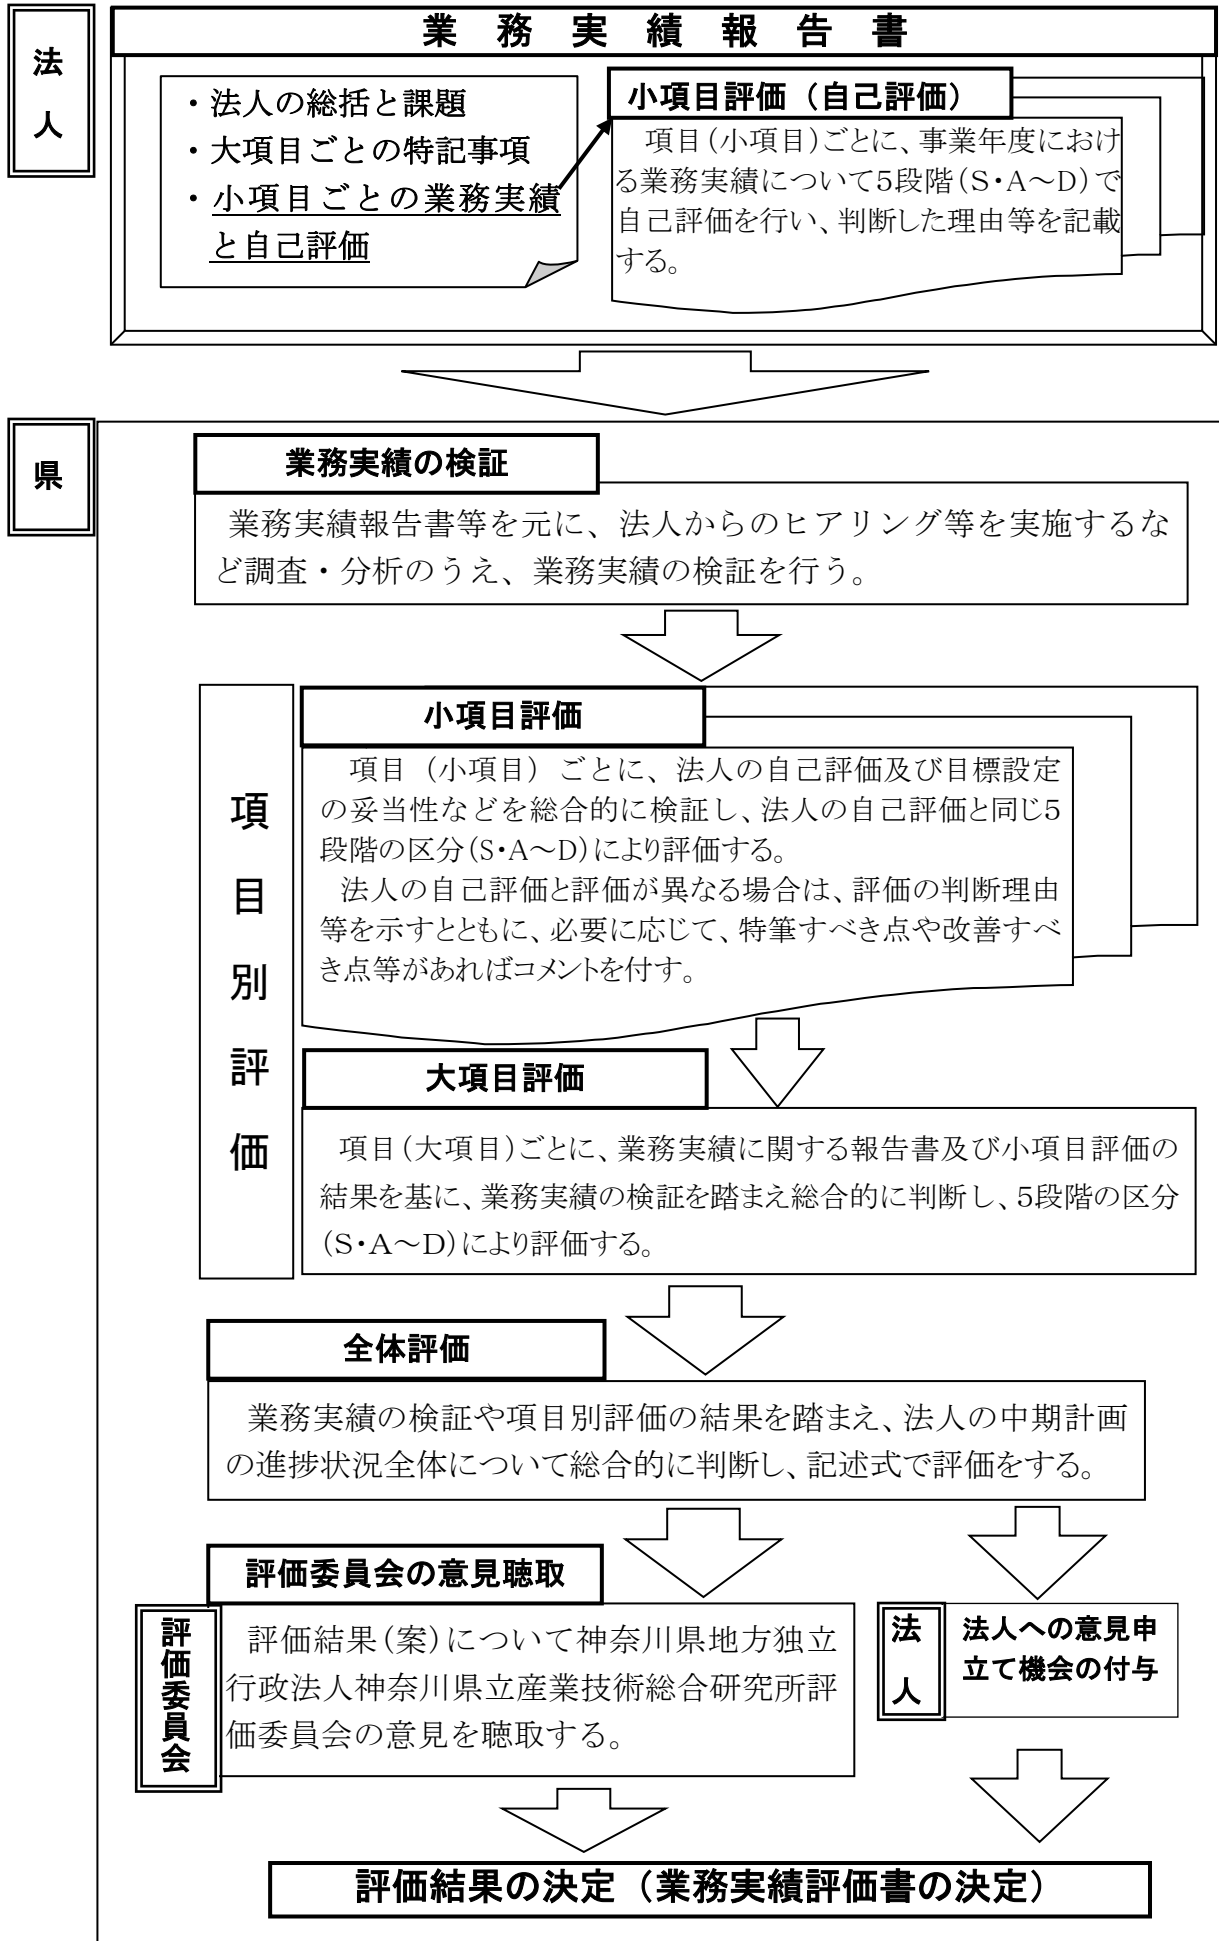 法人
業務実績報告書
・法人の総括と課題
・大項目ごとの特記事項
・小項目ごとの業務実績
と自己評価
小項目評価（自己評価）
項目（小項目）ごとに、事業年度におけ
る業務実績について5段階（S・A～D）で
自己評価を行い、判断した理由等を記載
する。
県
業務実績の検証
業務実績報告書等を元に、法人からのヒアリング等を実施するな
ど調査・分析のうえ、業務実績の検証を行う。
項目別評価
小項目評価
項目（小項目）ごとに、法人の自己評価及び目標設定
の妥当性などを総合的に検証し、法人の自己評価と同じ5
段階の区分（S・A～D）により評価する。
法人の自己評価と評価が異なる場合は、評価の判断理由
等を示すとともに、必要に応じて、特筆すべき点や改善すべ
き点等があればコメントを付す。
大項目評価
項目（大項目）ごとに、業務実績に関する報告書及び小項目評価の
結果を基に、業務実績の検証を踏まえ総合的に判断し、5段階の区分
（S・A～D）により評価する。
全体評価
業務実績の検証や項目別評価の結果を踏まえ、法人の中期計画
の進捗状況全体について総合的に判断し、記述式で評価をする。
評価委員会の意見聴取
評価委員会
評価結果（案）について神奈川県地方独立
行政法人神奈川県立産業技術総合研究所評
価委員会の意見を聴取する。
法人
法人への意見申
立て機会の付与
評価結果の決定（業務実績評価書の決定）